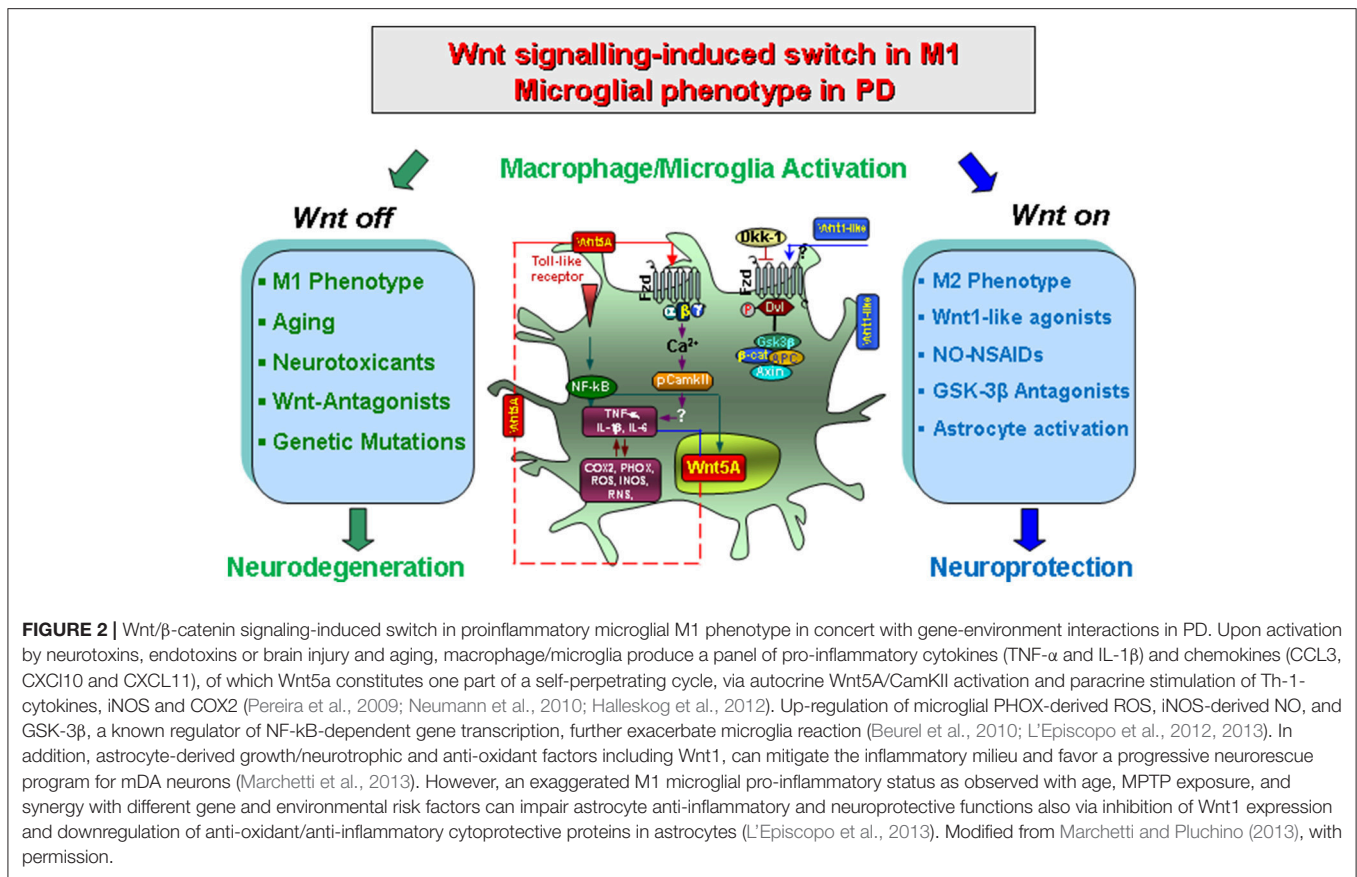 Wnt signalling-induced switch in M1
Microglial phenotype in PD
Macrophage/Microglia Activation
Wnt off
▪ M1 Phenotype
▪ Aging
▪ Neurotoxicants
▪ Wnt-Antagonists
▪ Genetic Mutations
Neurodegeneration
Wnt5A
Toll-like
receptor
Fzd
α β γ
Ca²⁺
pCamkII
NF-kB
?
TNF-α,
IL-1β, IL-6
COX2, PHOX,
ROS, INOS,
RNS,
Wnt5A
Wnt5A
Dkk-1
Wnt1-like
?
Fzd
P
Dvl
Gsk3β
β-cat
APC
Axin
Wnt1-like
Wnt on
▪ M2 Phenotype
▪ Wnt1-like agonists
▪ NO-NSAIDs
▪ GSK-3β Antagonists
▪ Astrocyte activation
Neuroprotection
FIGURE 2 | Wnt/β-catenin signaling-induced switch in proinflammatory microglial M1 phenotype in concert with gene-environment interactions in PD. Upon activation
by neurotoxins, endotoxins or brain injury and aging, macrophage/microglia produce a panel of pro-inflammatory cytokines (TNF-α and IL-1β) and chemokines (CCL3,
CXCl10 and CXCL11), of which Wnt5a constitutes one part of a self-perpetrating cycle, via autocrine Wnt5A/CamKII activation and paracrine stimulation of Th-1-
cytokines, iNOS and COX2 (Pereira et al., 2009; Neumann et al., 2010; Halleskog et al., 2012). Up-regulation of microglial PHOX-derived ROS, iNOS-derived NO, and
GSK-3β, a known regulator of NF-kB-dependent gene transcription, further exacerbate microglia reaction (Beurel et al., 2010; L'Episcopo et al., 2012, 2013). In
addition, astrocyte-derived growth/neurotrophic and anti-oxidant factors including Wnt1, can mitigate the inflammatory milieu and favor a progressive neurorescue
program for mDA neurons (Marchetti et al., 2013). However, an exaggerated M1 microglial pro-inflammatory status as observed with age, MPTP exposure, and
synergy with different gene and environmental risk factors can impair astrocyte anti-inflammatory and neuroprotective functions also via inhibition of Wnt1 expression
and downregulation of anti-oxidant/anti-inflammatory cytoprotective proteins in astrocytes (L'Episcopo et al., 2013). Modified from Marchetti and Pluchino (2013), with
permission.